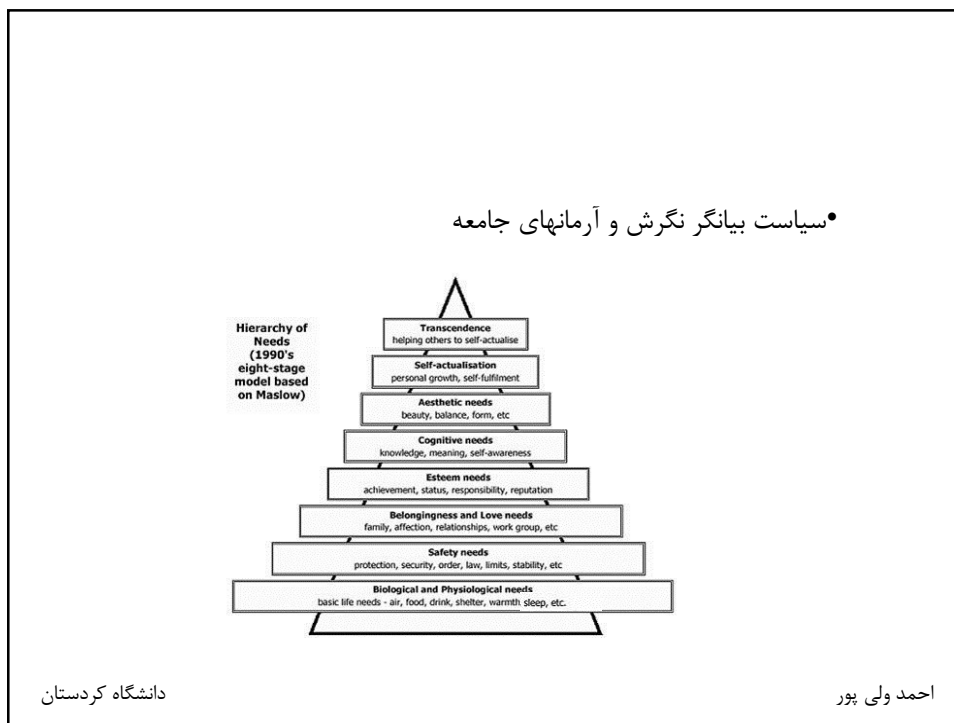 •سیاست بیانگر نگرش و آرمانهای جامعه
Hierarchy of
Needs
(1990's
eight-stage
model based
on Maslow)
Transcendence
helping others to self-actualise
Self-actualisation
personal growth, self-fulfilment
Aesthetic needs
beauty, balance, form, etc
Cognitive needs
knowledge, meaning, self-awareness
Esteem needs
achievement, status, responsibility, reputation
Belongingness and Love needs
family, affection, relationships, work group, etc
Safety needs
protection, security, order, law, limits, stability, etc
Biological and Physiological needs
basic life needs - air, food, drink, shelter, warmth, sleep, etc.
احمد ولی پور
دانشگاه کردستان